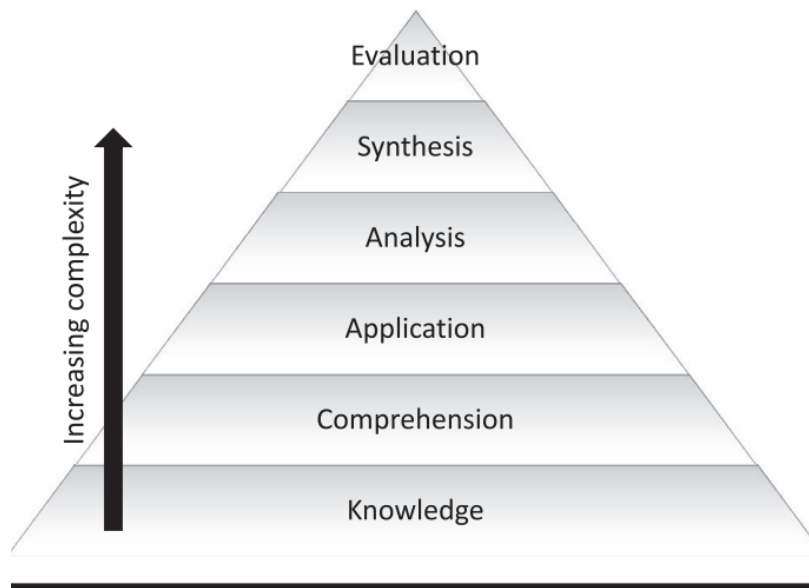 Evaluation
Synthesis
Analysis
Application
Comprehension
Knowledge
Increasing complexity